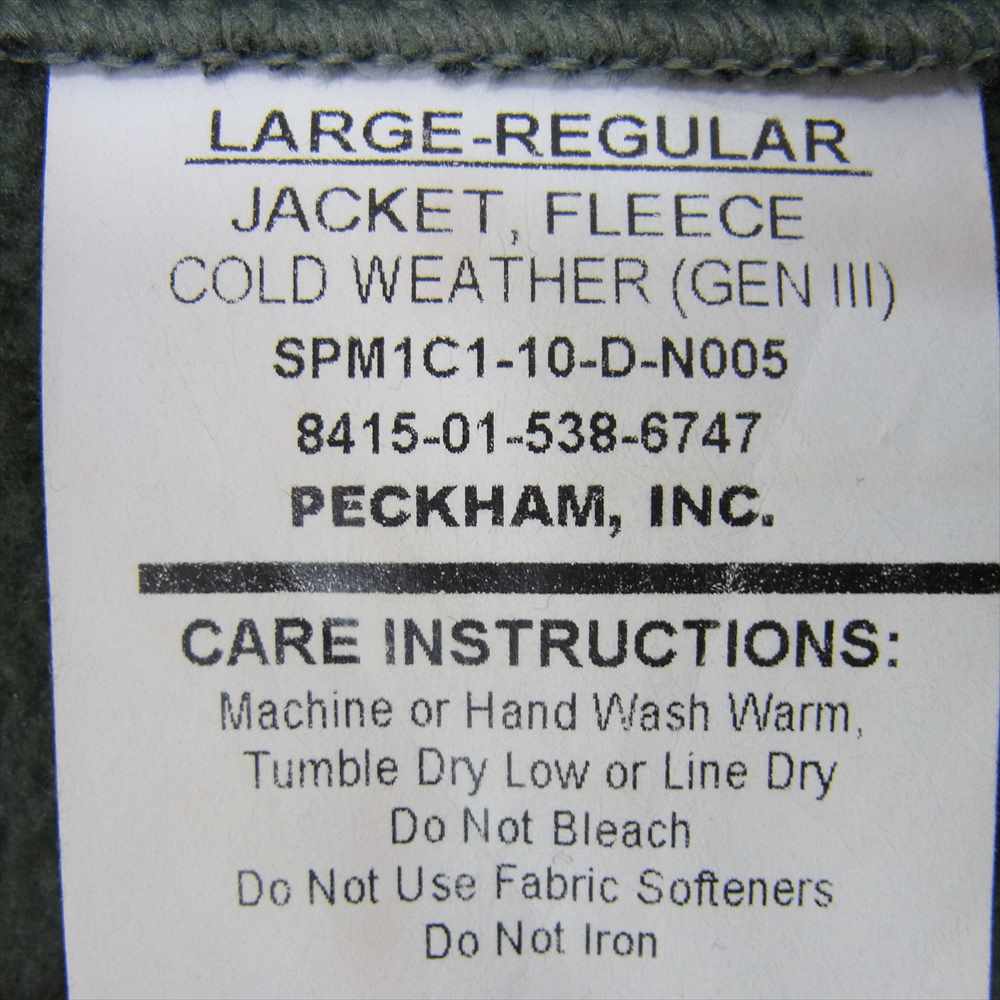 LARGE-REGULAR
JACKET, FLEECE
COLD WEATHER (GEN III)
SPM1C1-10-D-N005
8415-01-538-6747
PECKHAM, INC.
CARE INSTRUCTIONS:
Machine or Hand Wash Warm,
Tumble Dry Low or Line Dry
Do Not Bleach
Do Not Use Fabric Softeners
Do Not Iron